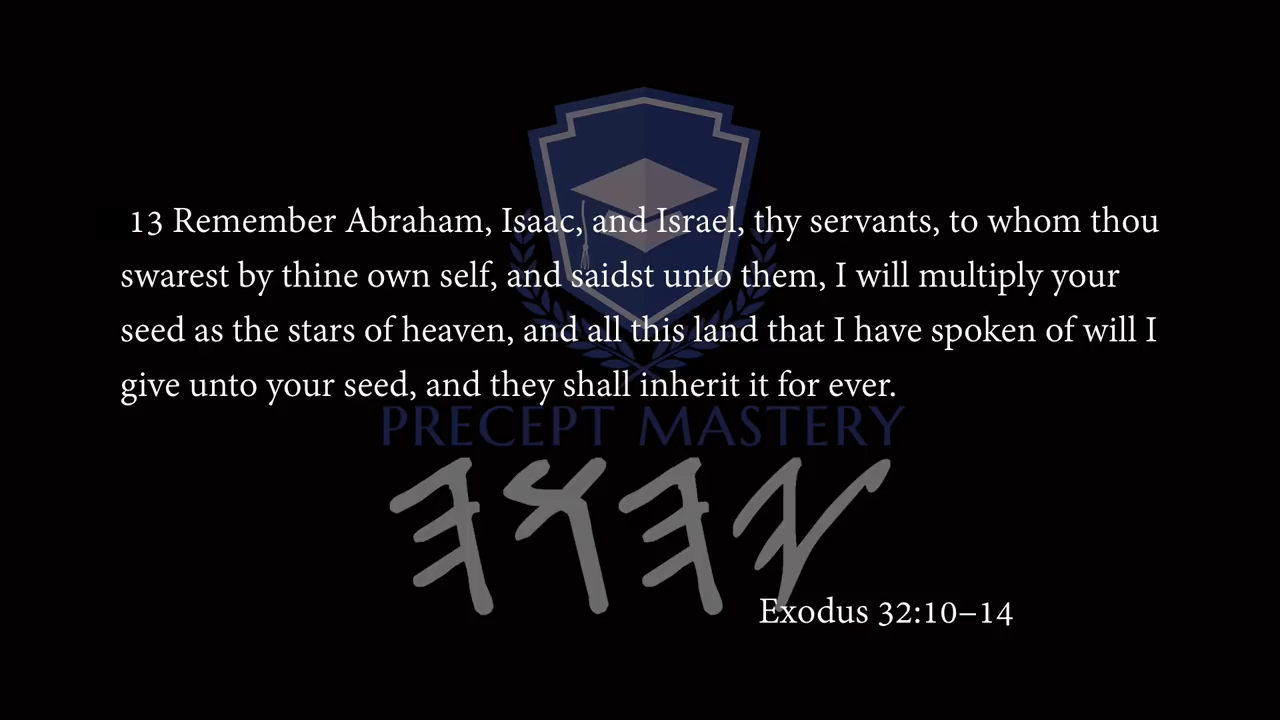 13 Remember Abraham, Isaac, and Israel, thy servants, to whom thou
swarest by thine own self, and saidst unto them, I will multiply your
seed as the stars of heaven, and all this land that I have spoken of will I
give unto your seed, and they shall inherit it for ever.
PRECEPT MASTERY
𐤉𐤄𐤅𐤄
Exodus 32:10–14